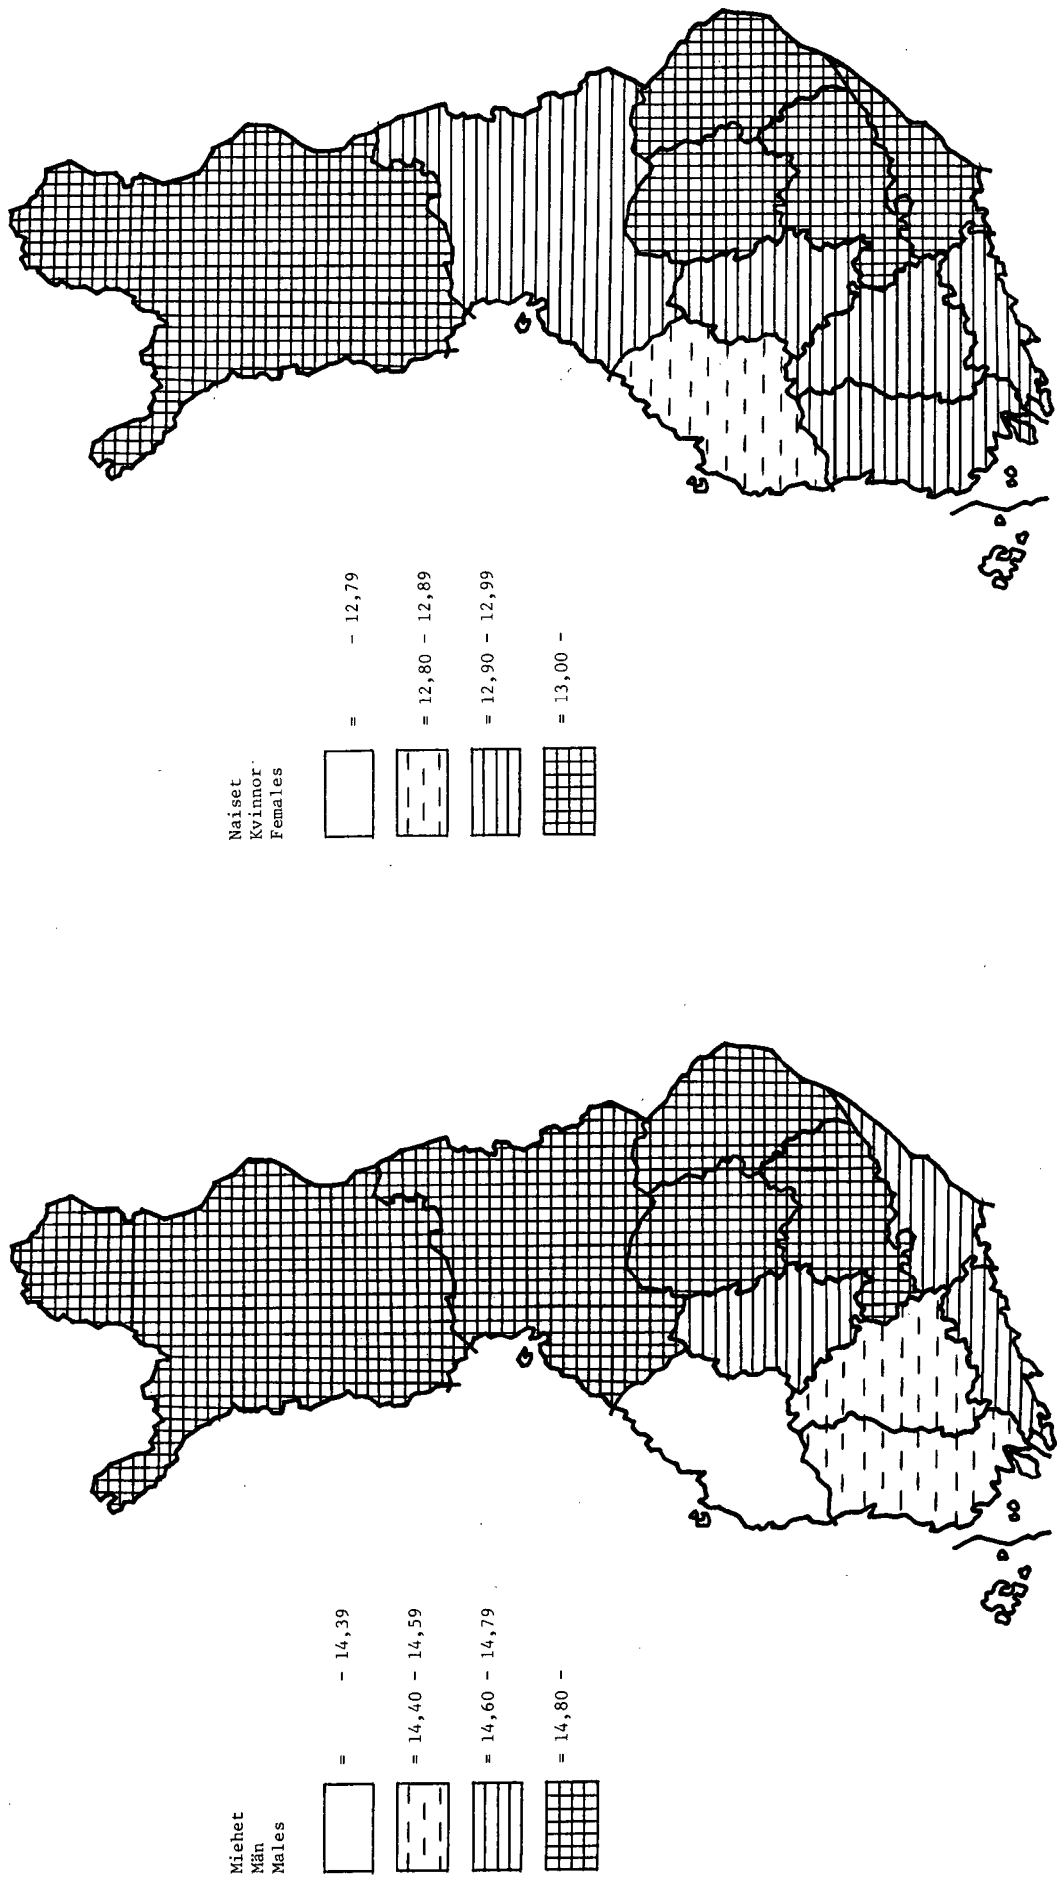 Miehet
Män
Males
= - 14,39
= 14,40 - 14,59
= 14,60 - 14,79
= 14,80 -
Naiset
Kvinnor
Females
= - 12,79
= 12,80 - 12,89
= 12,90 - 12,99
= 13,00 -